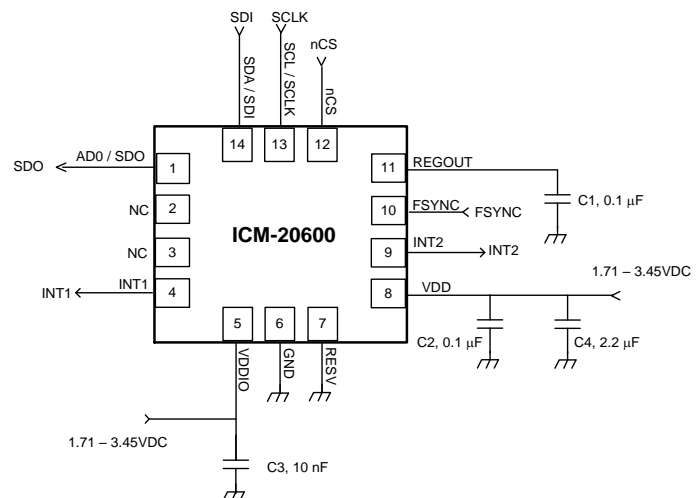 SDI SCLK
nCS
SDA / SDI
SCL / SCLK
nCS
14 13 12
SDO AD0 / SDO 1
11 REGOUT
C1, 0.1 μF
NC 2
10 FSYNC FSYNC
ICM-20600
NC 3
9 INT2 INT2
INT1 INT1 4
8 VDD
1.71 – 3.45VDC
5 6 7
VDDIO
GND
RESV
C2, 0.1 μF C4, 2.2 μF
1.71 – 3.45VDC
C3, 10 nF